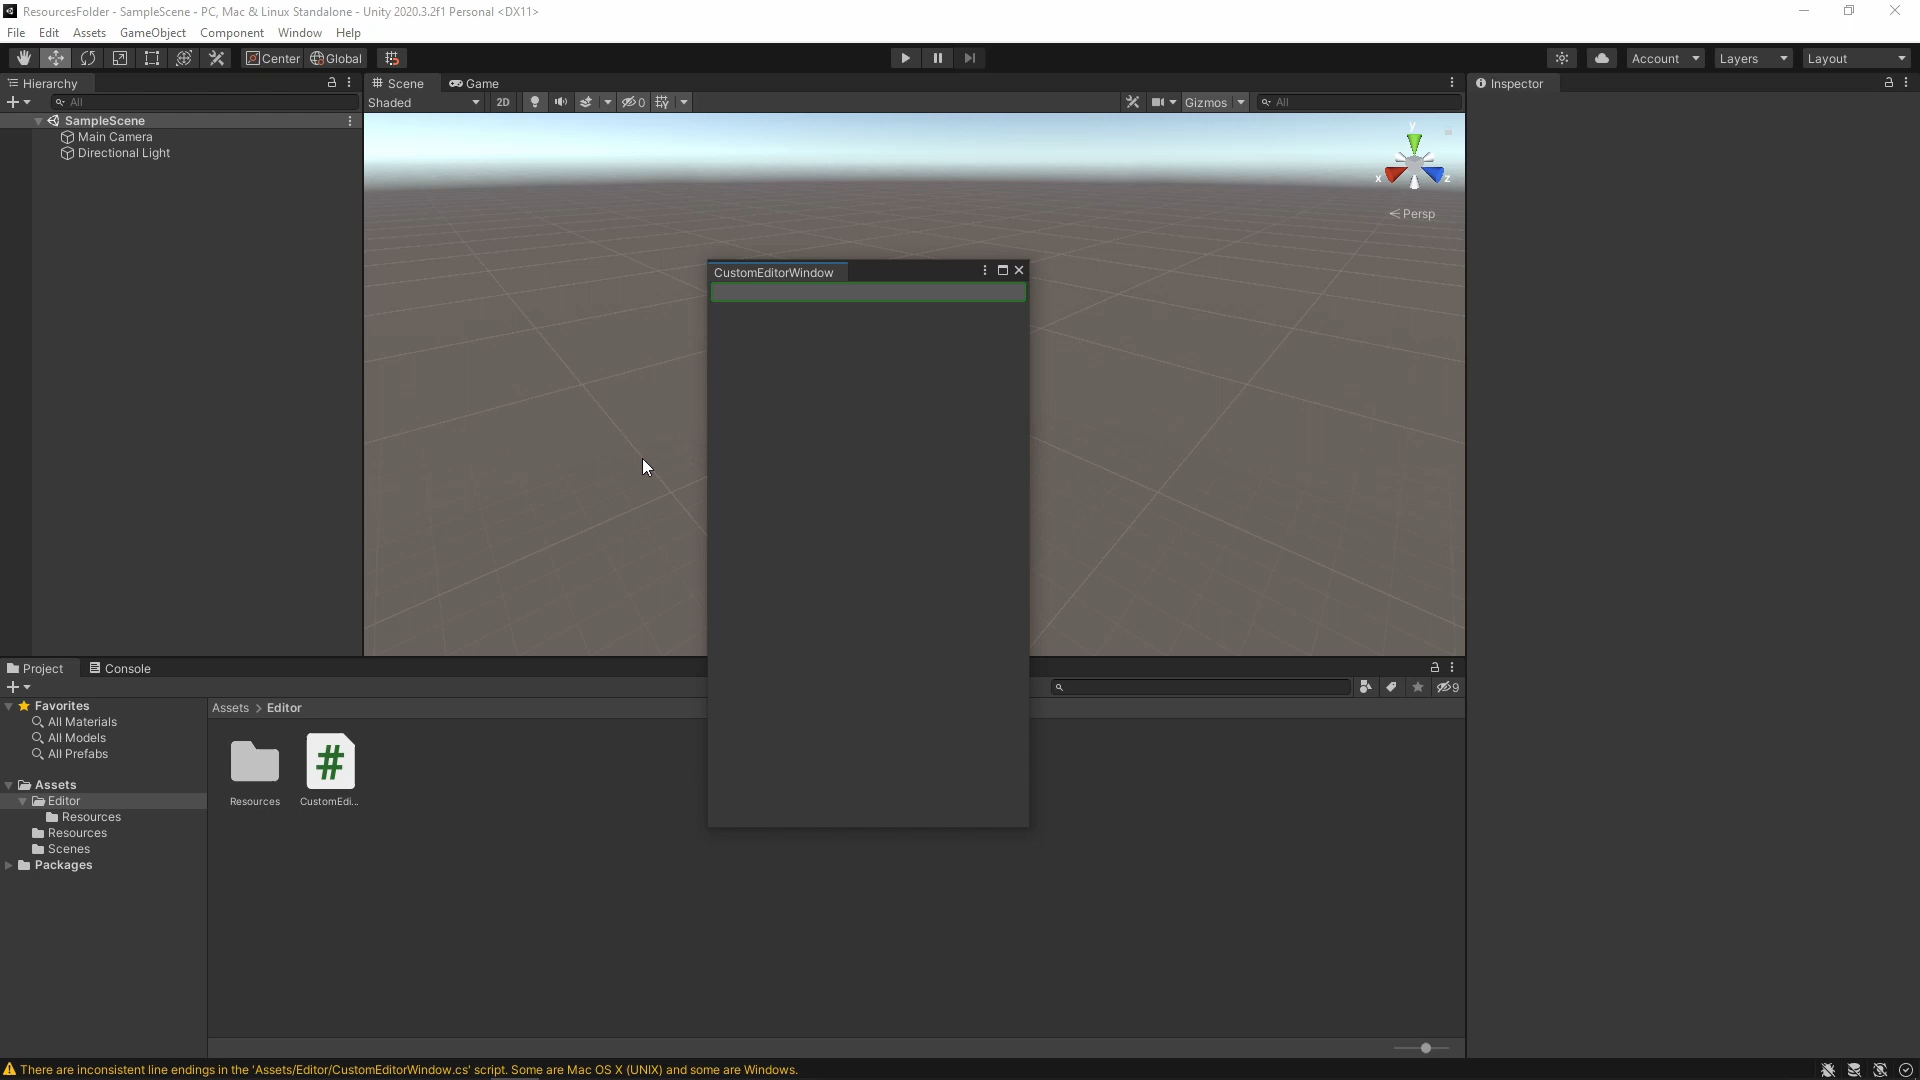 ResourcesFolder - SampleScene - PC, Mac & Linux Standalone - Unity 2020.3.2f1 Personal <DX11>
File Edit Assets GameObject Component Window Help
Center Global Account Layers Layout
Hierarchy Scene Game Inspector
All Shaded 2D 0 Gizmos All
SampleScene
Main Camera
Directional Light
y
x z
Persp
CustomEditorWindow
Project Console
9
Favorites
All Materials
All Models
All Prefabs
Assets
Editor
Resources
Resources
Scenes
Packages
Assets > Editor
Resources CustomEdi...
There are inconsistent line endings in the 'Assets/Editor/CustomEditorWindow.cs' script. Some are Mac OS X (UNIX) and some are Windows.